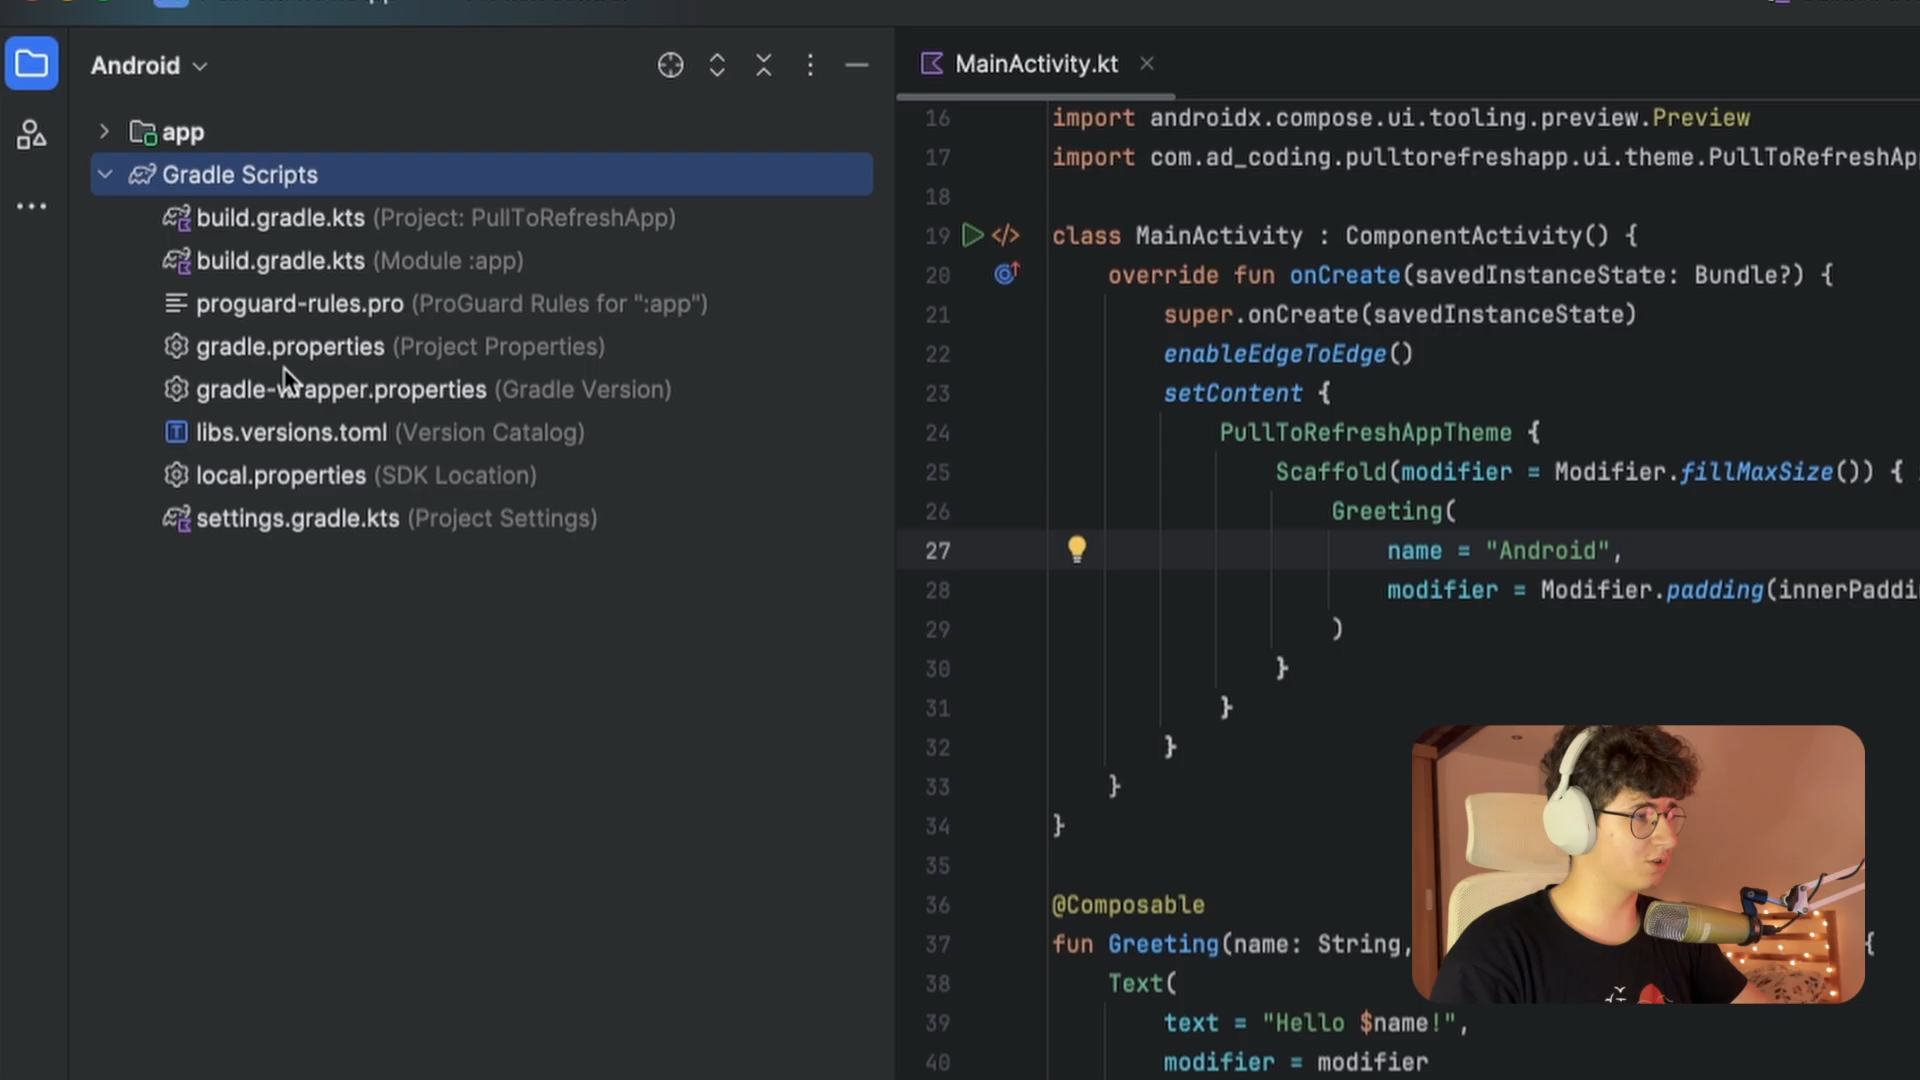 Android
app
Gradle Scripts
build.gradle.kts (Project: PullToRefreshApp)
build.gradle.kts (Module :app)
proguard-rules.pro (ProGuard Rules for ":app")
gradle.properties (Project Properties)
gradle-wrapper.properties (Gradle Version)
libs.versions.toml (Version Catalog)
local.properties (SDK Location)
settings.gradle.kts (Project Settings)
MainActivity.kt
16 import androidx.compose.ui.tooling.preview.Preview
17 import com.ad_coding.pulltorefreshapp.ui.theme.PullToRefreshAp
18
19 class MainActivity : ComponentActivity() {
20 override fun onCreate(savedInstanceState: Bundle?) {
21 super.onCreate(savedInstanceState)
22 enableEdgeToEdge()
23 setContent {
24 PullToRefreshAppTheme {
25 Scaffold(modifier = Modifier.fillMaxSize()) {
26 Greeting(
27 name = "Android",
28 modifier = Modifier.padding(innerPaddi
29 )
30 }
31 }
32 }
33 }
34 }
35
36 @Composable
37 fun Greeting(name: String, {
38 Text(
39 text = "Hello $name!",
40 modifier = modifier